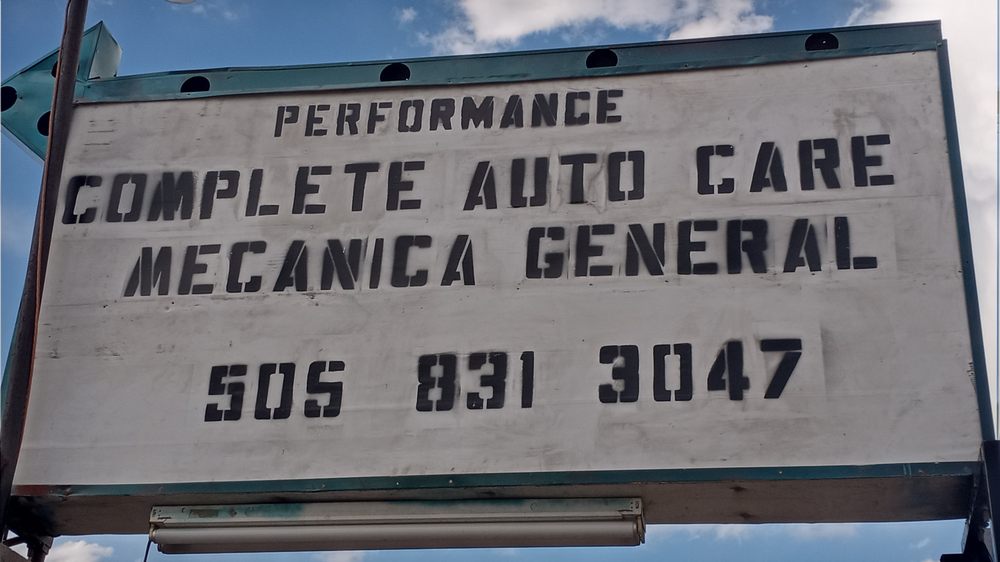 PERFORMANCE
COMPLETE AUTO CARE
MECANICA GENERAL
505 831 3047